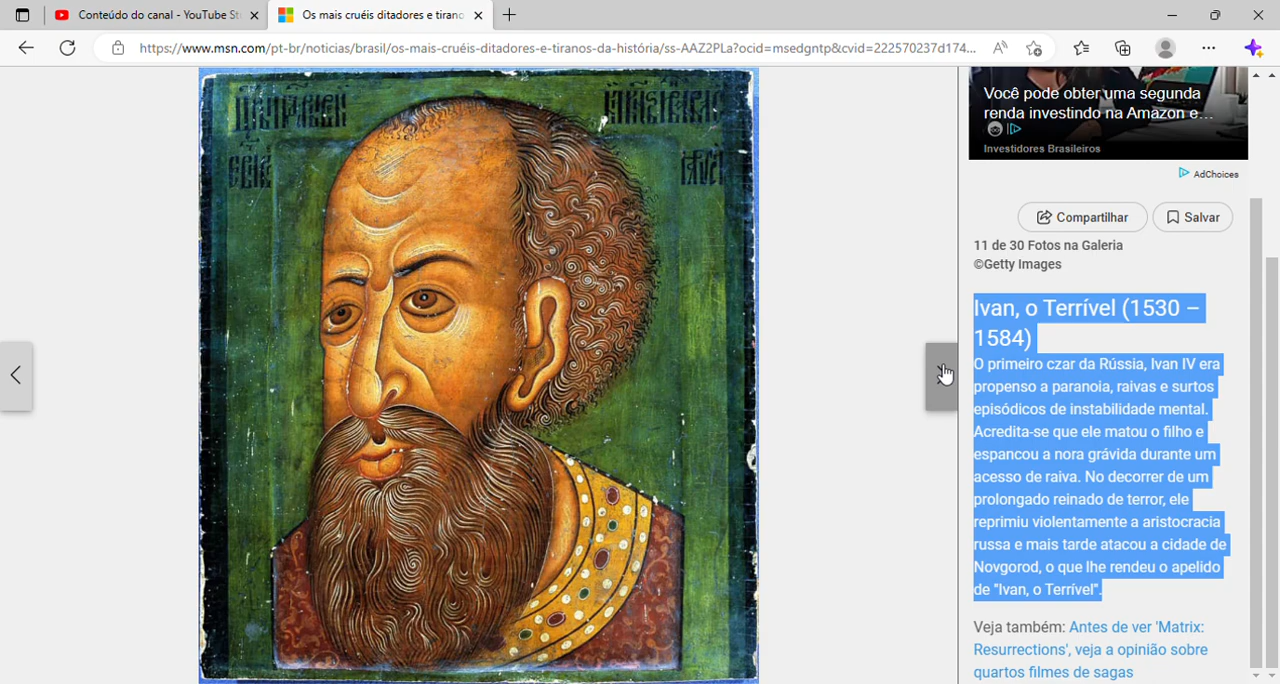 Conteúdo do canal - YouTube St
Os mais cruéis ditadores e tirano
https://www.msn.com/pt-br/noticias/brasil/os-mais-cruéis-ditadores-e-tiranos-da-história/ss-AAZ2PLa?ocid=msedgntp&cvid=222570237d174...
Você pode obter uma segunda
renda investindo na Amazon e...
Investidores Brasileiros
AdChoices
Compartilhar
Salvar
11 de 30 Fotos na Galeria
©Getty Images
Ivan, o Terrível (1530 –
1584)
O primeiro czar da Rússia, Ivan IV era
propenso a paranoia, raivas e surtos
episódicos de instabilidade mental.
Acredita-se que ele matou o filho e
espancou a nora grávida durante um
acesso de raiva. No decorrer de um
prolongado reinado de terror, ele
reprimiu violentamente a aristocracia
russa e mais tarde atacou a cidade de
Novgorod, o que lhe rendeu o apelido
de "Ivan, o Terrível".
Veja também: Antes de ver 'Matrix:
Resurrections', veja a opinião sobre
quartos filmes de sagas